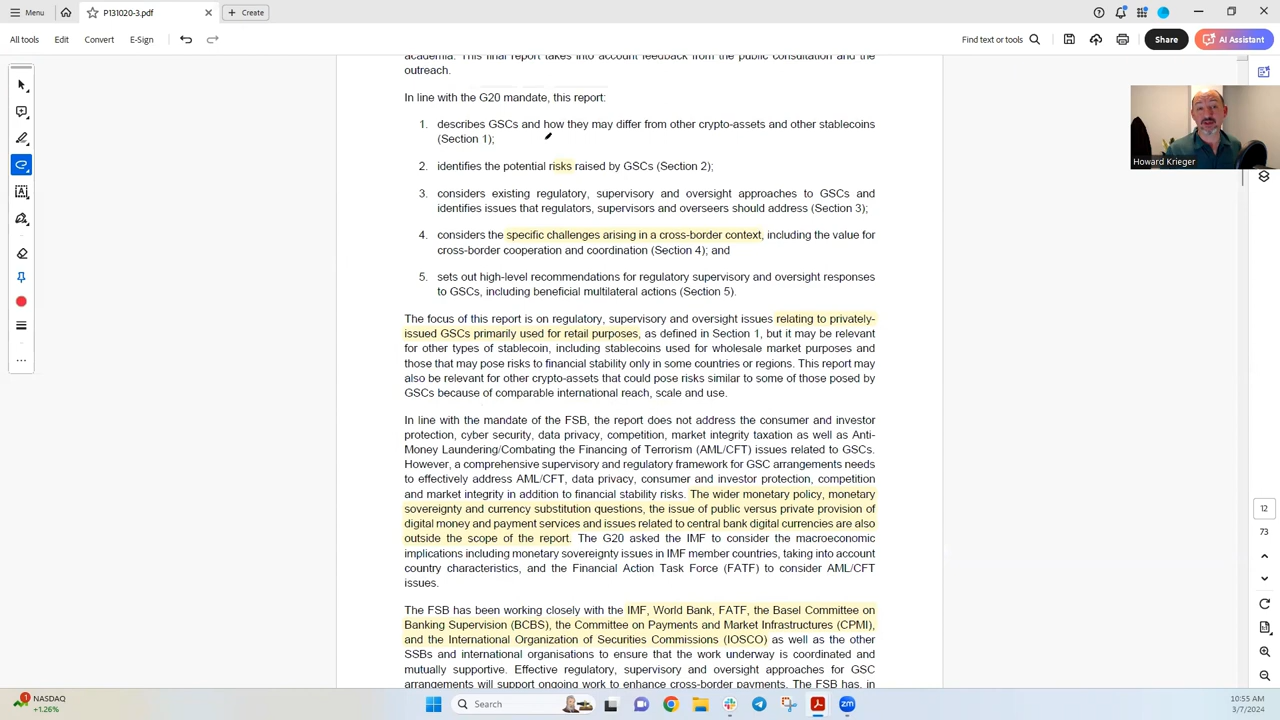 Menu
P131020-3.pdf
Create
All tools
Edit
Convert
E-Sign
Find text or tools
Share
AI Assistant
academia. This final report takes into account feedback from the public consultation and the
outreach.
In line with the G20 mandate, this report:
1. describes GSCs and how they may differ from other crypto-assets and other stablecoins
(Section 1);
2. identifies the potential risks raised by GSCs (Section 2);
3. considers existing regulatory, supervisory and oversight approaches to GSCs and
identifies issues that regulators, supervisors and overseers should address (Section 3);
4. considers the specific challenges arising in a cross-border context, including the value for
cross-border cooperation and coordination (Section 4); and
5. sets out high-level recommendations for regulatory supervisory and oversight responses
to GSCs, including beneficial multilateral actions (Section 5).
The focus of this report is on regulatory, supervisory and oversight issues relating to privately-
issued GSCs primarily used for retail purposes, as defined in Section 1, but it may be relevant
for other types of stablecoin, including stablecoins used for wholesale market purposes and
those that may pose risks to financial stability only in some countries or regions. This report may
also be relevant for other crypto-assets that could pose risks similar to some of those posed by
GSCs because of comparable international reach, scale and use.
In line with the mandate of the FSB, the report does not address the consumer and investor
protection, cyber security, data privacy, competition, market integrity taxation as well as Anti-
Money Laundering/Combating the Financing of Terrorism (AML/CFT) issues related to GSCs.
However, a comprehensive supervisory and regulatory framework for GSC arrangements needs
to effectively address AML/CFT, data privacy, consumer and investor protection, competition
and market integrity in addition to financial stability risks. The wider monetary policy, monetary
sovereignty and currency substitution questions, the issue of public versus private provision of
digital money and payment services and issues related to central bank digital currencies are also
outside the scope of the report. The G20 asked the IMF to consider the macroeconomic
implications including monetary sovereignty issues in IMF member countries, taking into account
country characteristics, and the Financial Action Task Force (FATF) to consider AML/CFT
issues.
The FSB has been working closely with the IMF, World Bank, FATF, the Basel Committee on
Banking Supervision (BCBS), the Committee on Payments and Market Infrastructures (CPMI),
and the International Organization of Securities Commissions (IOSCO) as well as the other
SSBs and international organisations to ensure that the work underway is coordinated and
mutually supportive. Effective regulatory, supervisory and oversight approaches for GSC
arrangements will support ongoing work to enhance cross-border payments. The FSB has, in
Howard Krieger
12
73
1
NASDAQ
+1.26%
Search
10:55 AM
3/7/2024